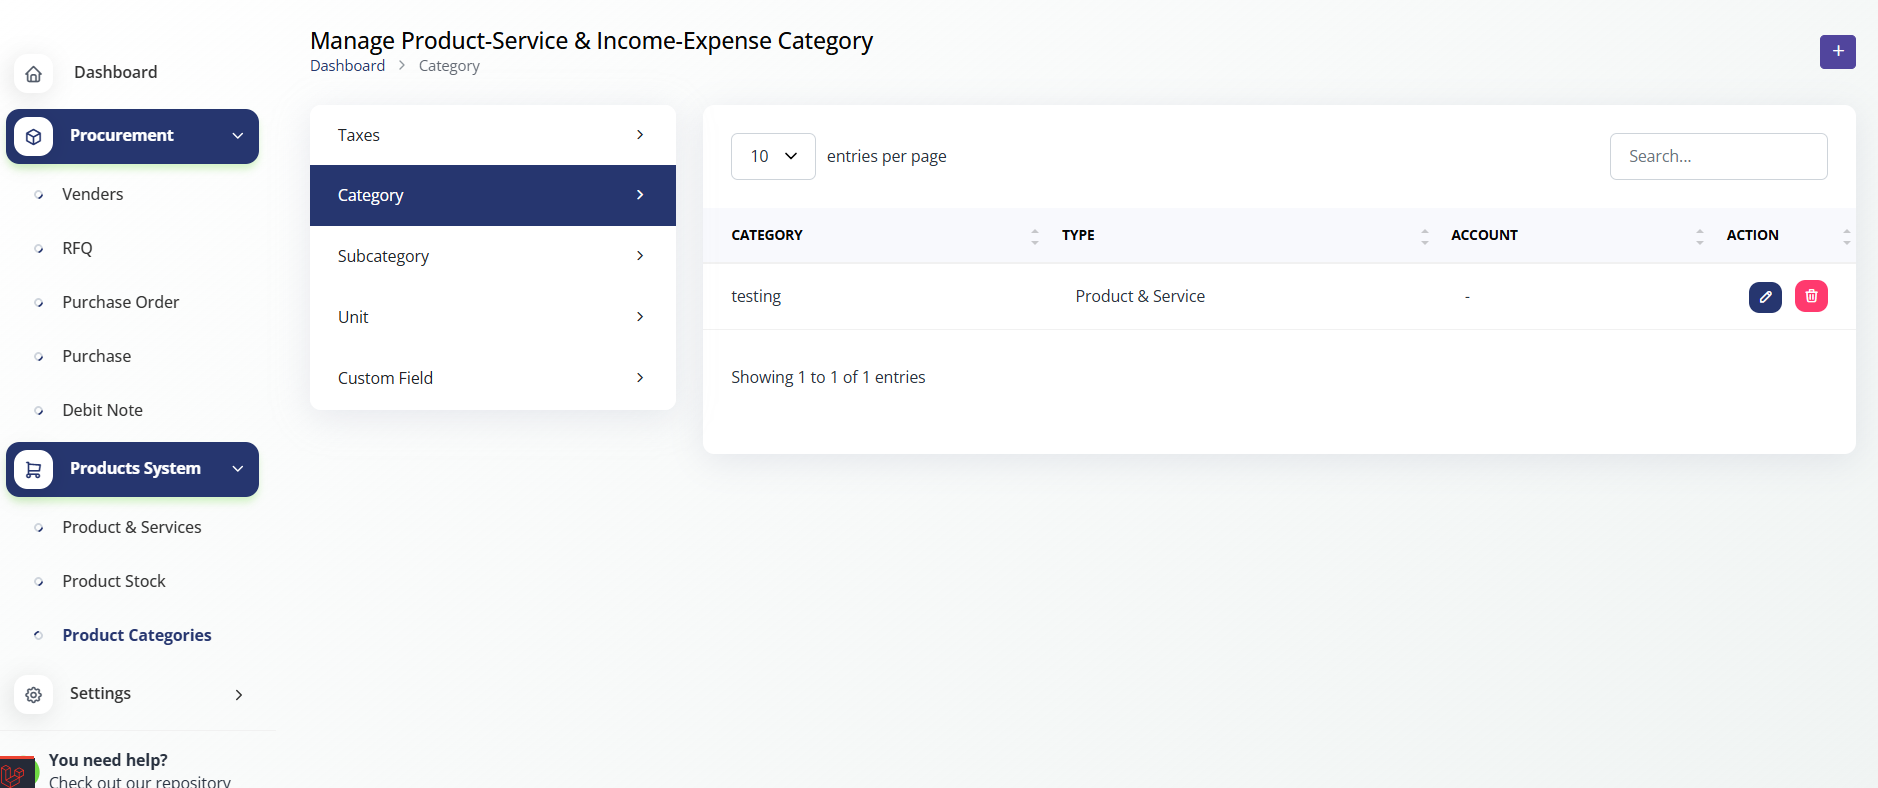 Dashboard
Procurement
Venders
RFQ
Purchase Order
Purchase
Debit Note
Products System
Product & Services
Product Stock
Product Categories
Settings
You need help?
Check out our repository
Manage Product-Service & Income-Expense Category
Dashboard > Category
+
Taxes
Category
Subcategory
Unit
Custom Field
10 entries per page
Search...
CATEGORY TYPE ACCOUNT ACTION
testing Product & Service -
Showing 1 to 1 of 1 entries